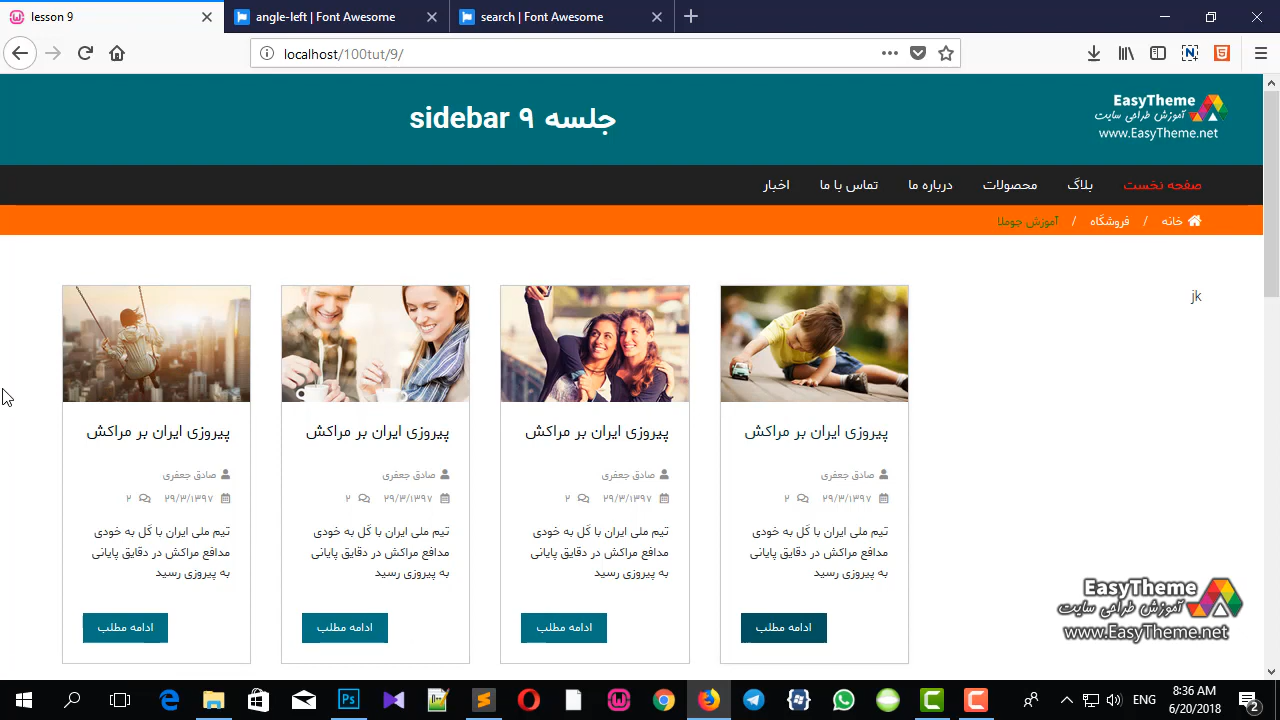 lesson 9
angle-left | Font Awesome
search | Font Awesome
localhost/100tut/9/
EasyTheme
آموزش طراحی سایت
www.EasyTheme.net
جلسه ۹ sidebar
صفحه نخست
بلاگ
محصولات
درباره ما
تماس با ما
اخبار
خانه / فروشگاه / آموزش جوملا
jk
پیروزی ایران بر مراکش
صادق جعفری
۲۹/۳/۱۳۹۷ ۲
تیم ملی ایران با گل به خودی
مدافع مراکش در دقایق پایانی
به پیروزی رسید
ادامه مطلب
پیروزی ایران بر مراکش
صادق جعفری
۲۹/۳/۱۳۹۷ ۲
تیم ملی ایران با گل به خودی
مدافع مراکش در دقایق پایانی
به پیروزی رسید
ادامه مطلب
پیروزی ایران بر مراکش
صادق جعفری
۲۹/۳/۱۳۹۷ ۲
تیم ملی ایران با گل به خودی
مدافع مراکش در دقایق پایانی
به پیروزی رسید
ادامه مطلب
پیروزی ایران بر مراکش
صادق جعفری
۲۹/۳/۱۳۹۷ ۲
تیم ملی ایران با گل به خودی
مدافع مراکش در دقایق پایانی
به پیروزی رسید
ادامه مطلب
EasyTheme
آموزش طراحی سایت
www.EasyTheme.net
ENG
8:36 AM
6/20/2018
2